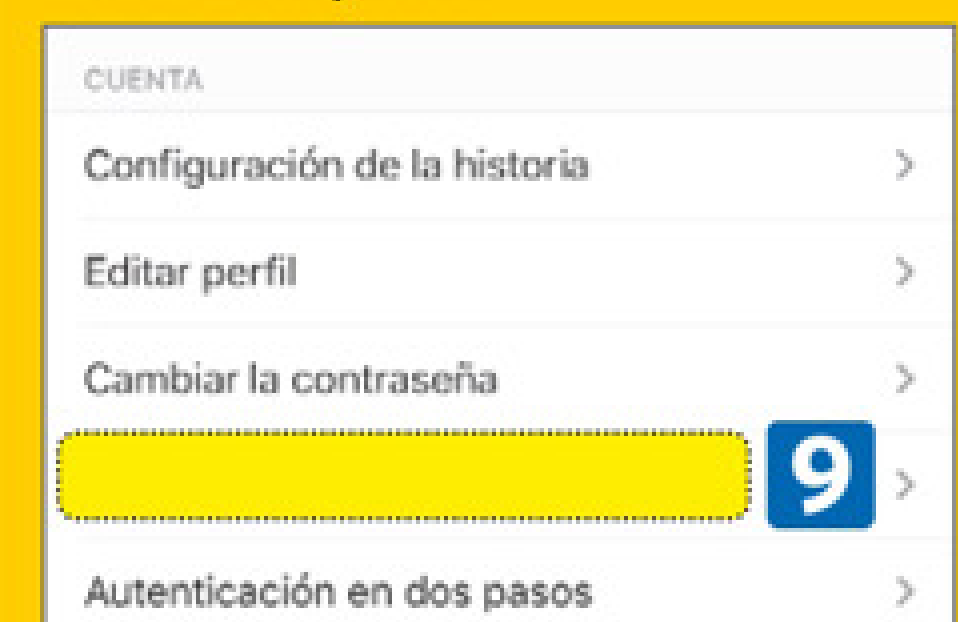 CUENTA
Configuración de la historia
Editar perfil
Cambiar la contraseña
9
Autenticación en dos pasos